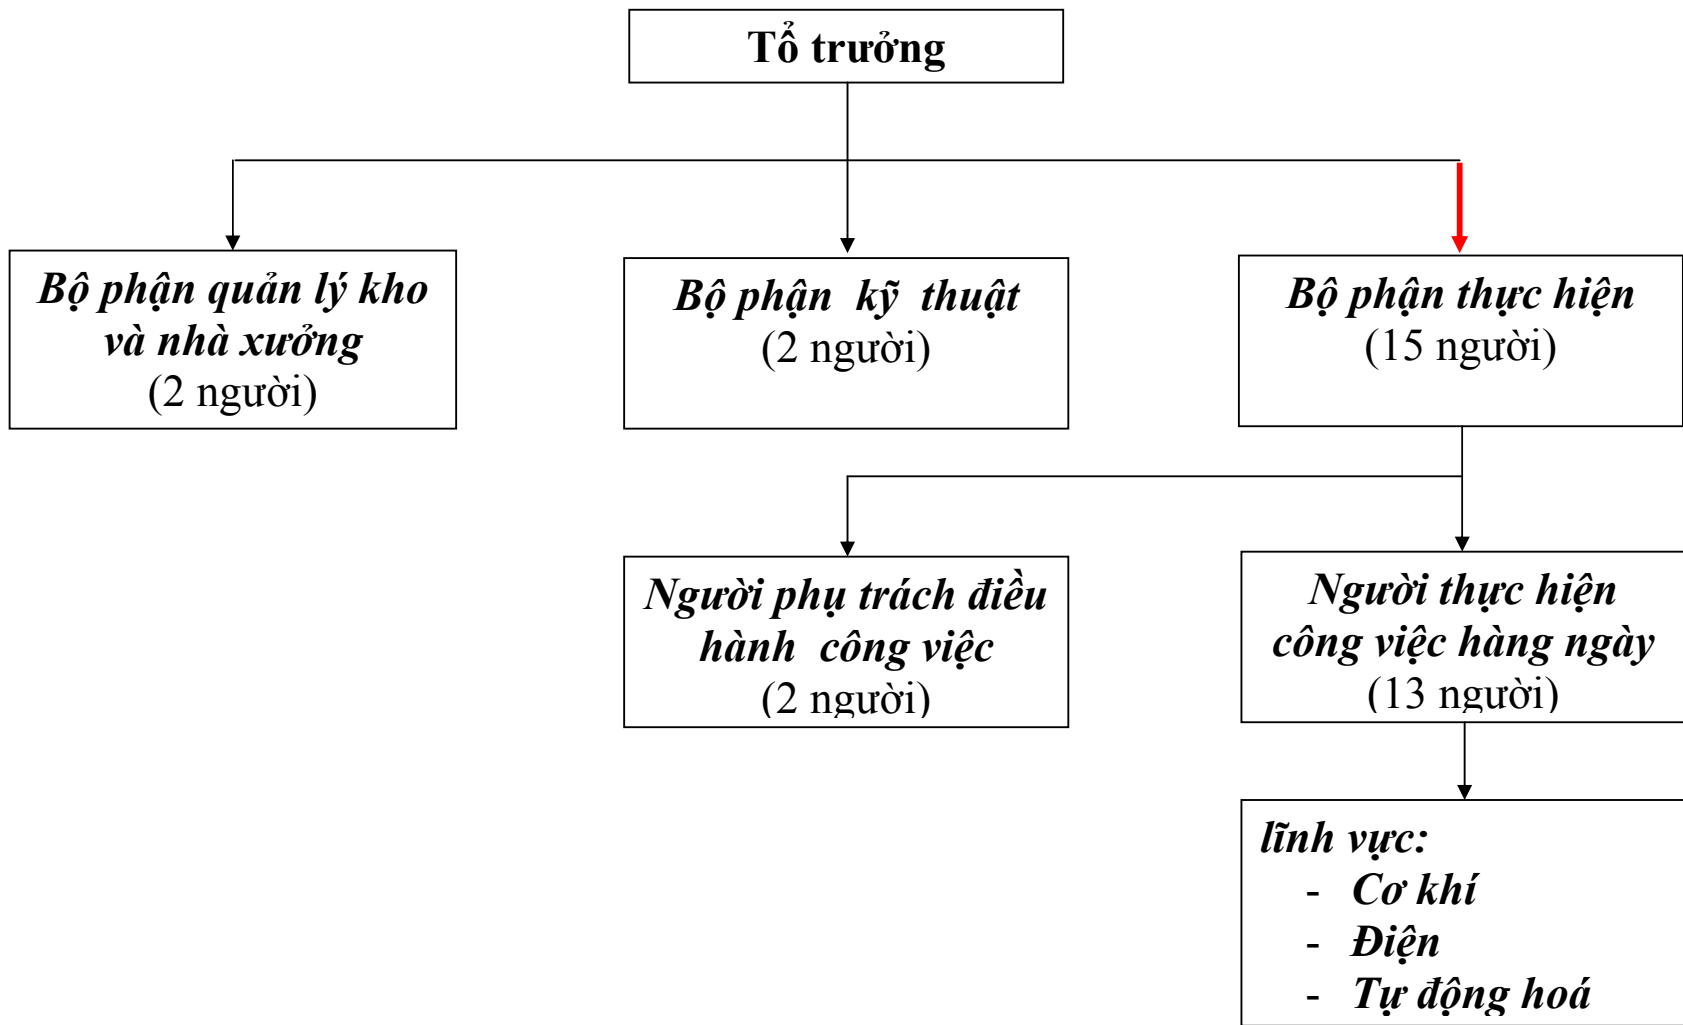 Tổ trưởng
Bộ phận quản lý kho
và nhà xưởng
(2 người)
Bộ phận kỹ thuật
(2 người)
Bộ phận thực hiện
(15 người)
Người phụ trách điều
hành công việc
(2 người)
Người thực hiện
công việc hàng ngày
(13 người)
lĩnh vực:
- Cơ khí
- Điện
- Tự động hoá